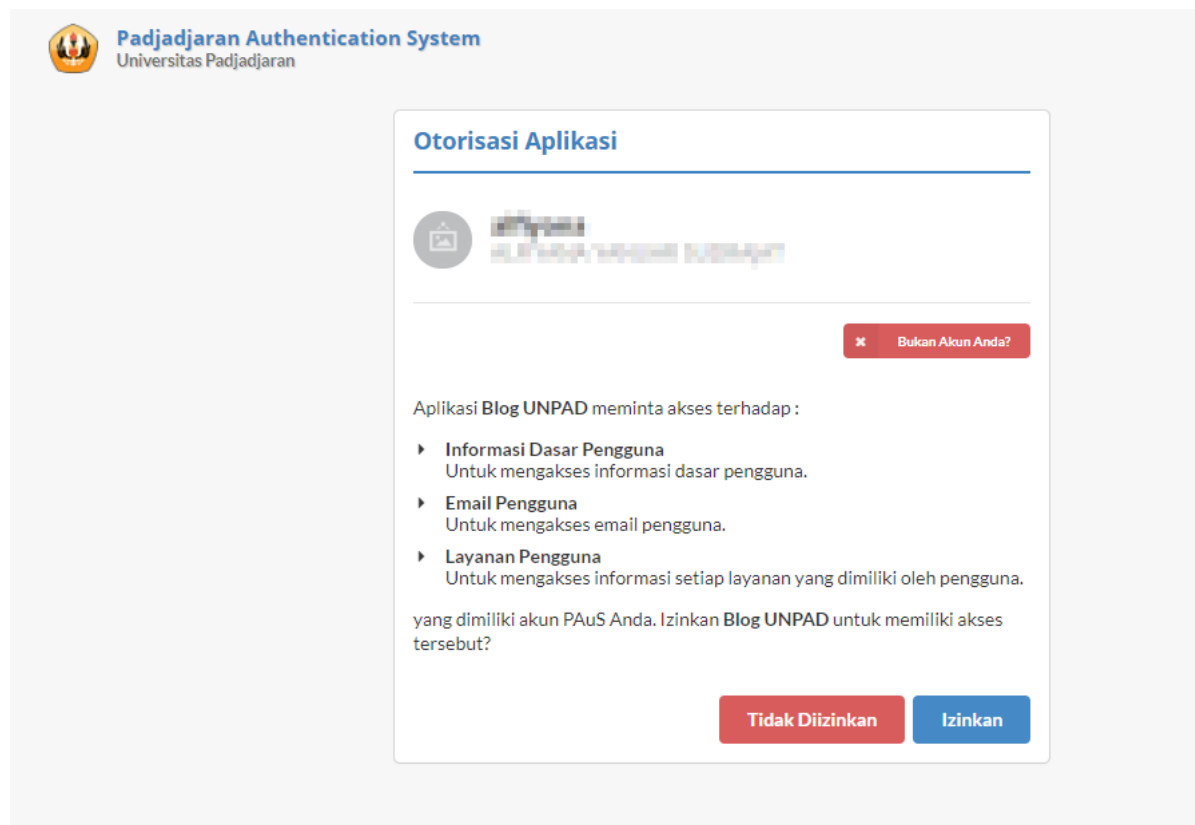 Padjadjaran Authentication System
Universitas Padjadjaran
Otorisasi Aplikasi
Bukan Akun Anda?
Aplikasi Blog UNPAD meminta akses terhadap :
Informasi Dasar Pengguna
Untuk mengakses informasi dasar pengguna.
Email Pengguna
Untuk mengakses email pengguna.
Layanan Pengguna
Untuk mengakses informasi setiap layanan yang dimiliki oleh pengguna.
yang dimiliki akun PAuS Anda. Izinkan Blog UNPAD untuk memiliki akses
tersebut?
Tidak Diizinkan
Izinkan